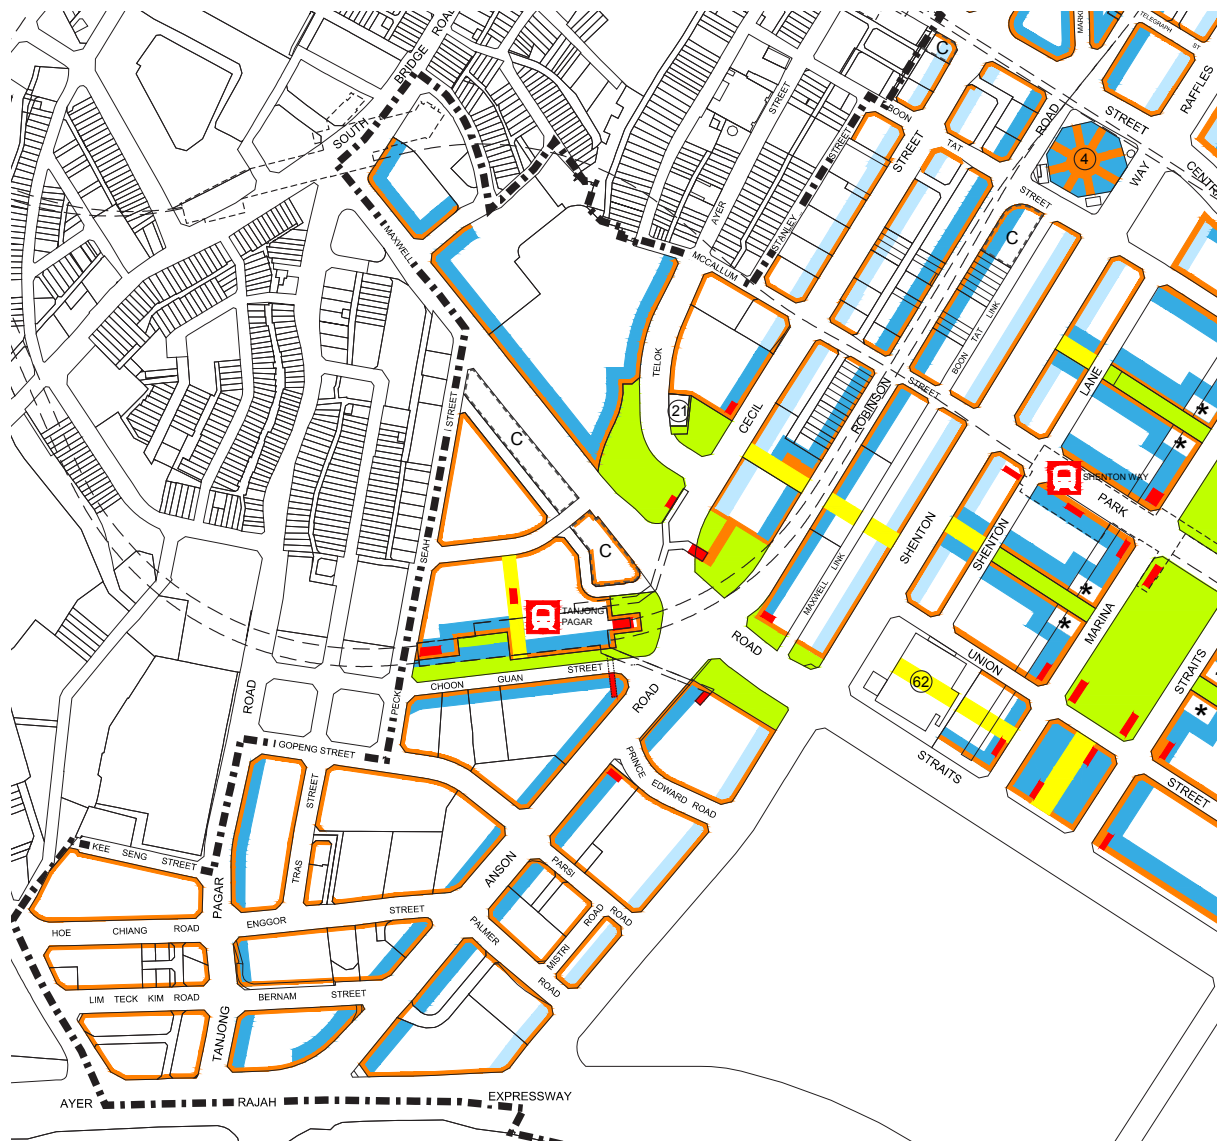 BRIDGE ROAD
SOUTH
MAXWELL
STREET
AYER
STREET
STANLEY
BOON
TAT
STREET
STREET
ROAD
MARK
TELEGRAPH ST
STREET
RAFFLES
WAY
CENTR
C
4
C
MCCALLUM
STREET
TELOK
21
CECIL
ROBINSON
BOON TAT LINK
LANE
*
*
SHENTON WAY
PARK
STREET
SEAH
PECK
C
C
TANJONG
PAGAR
CHOON GUAN STREET
ROAD
ROAD
MAXWELL LINK
SHENTON
SHENTON
*
*
MARINA
STRAITS
*
UNION
62
STRAITS
STREET
ROAD
GOPENG STREET
PRINCE EDWARD ROAD
STREET
TRAS
KEE SENG STREET
PAGAR
ANSON
PARSI
ROAD
ENGGOR STREET
HOE CHIANG ROAD
PALMER
ROAD
MISTRI
ROAD
LIM TECK KIM ROAD
BERNAM STREET
TANJONG
AYER RAJAH EXPRESSWAY